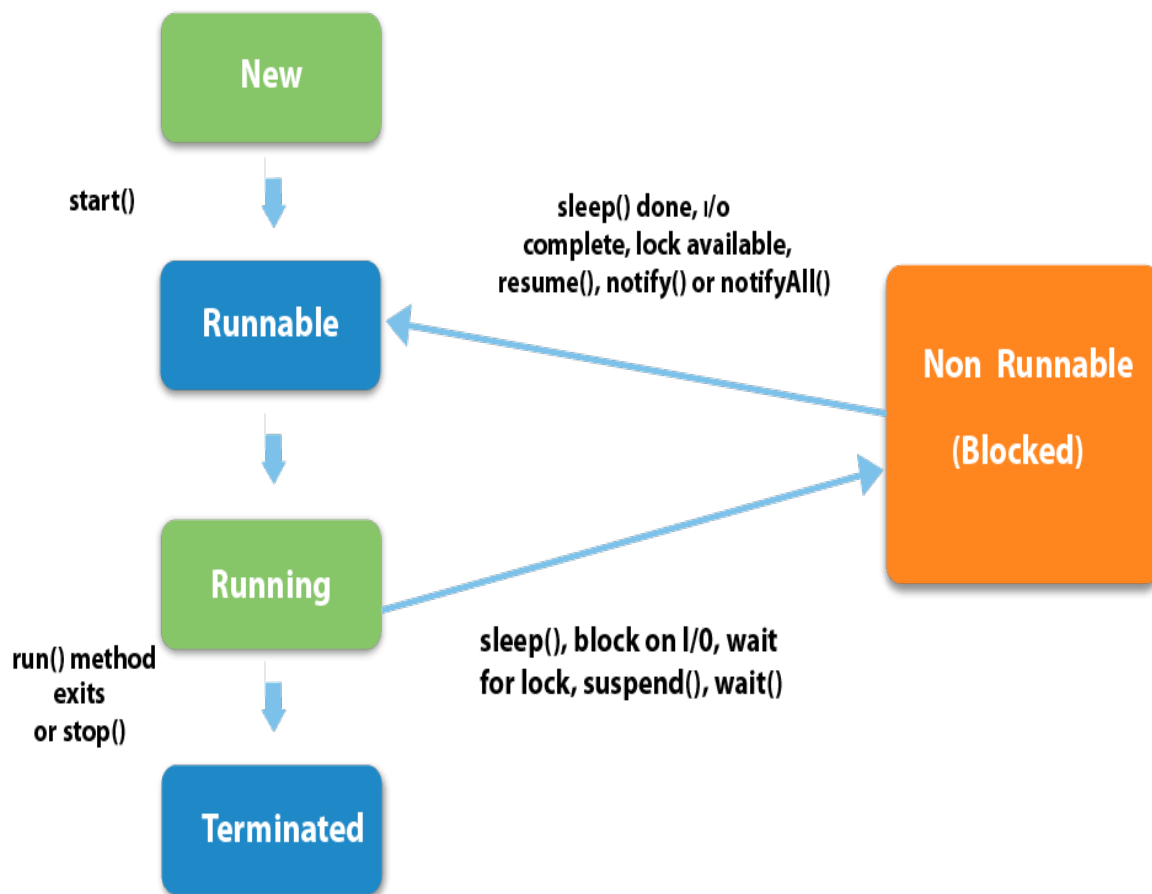 New
start()
sleep() done, I/o
complete, lock available,
resume(), notify() or notifyAll()
Runnable
Non Runnable
(Blocked)
Running
sleep(), block on I/0, wait
for lock, suspend(), wait()
run() method
exits
or stop()
Terminated